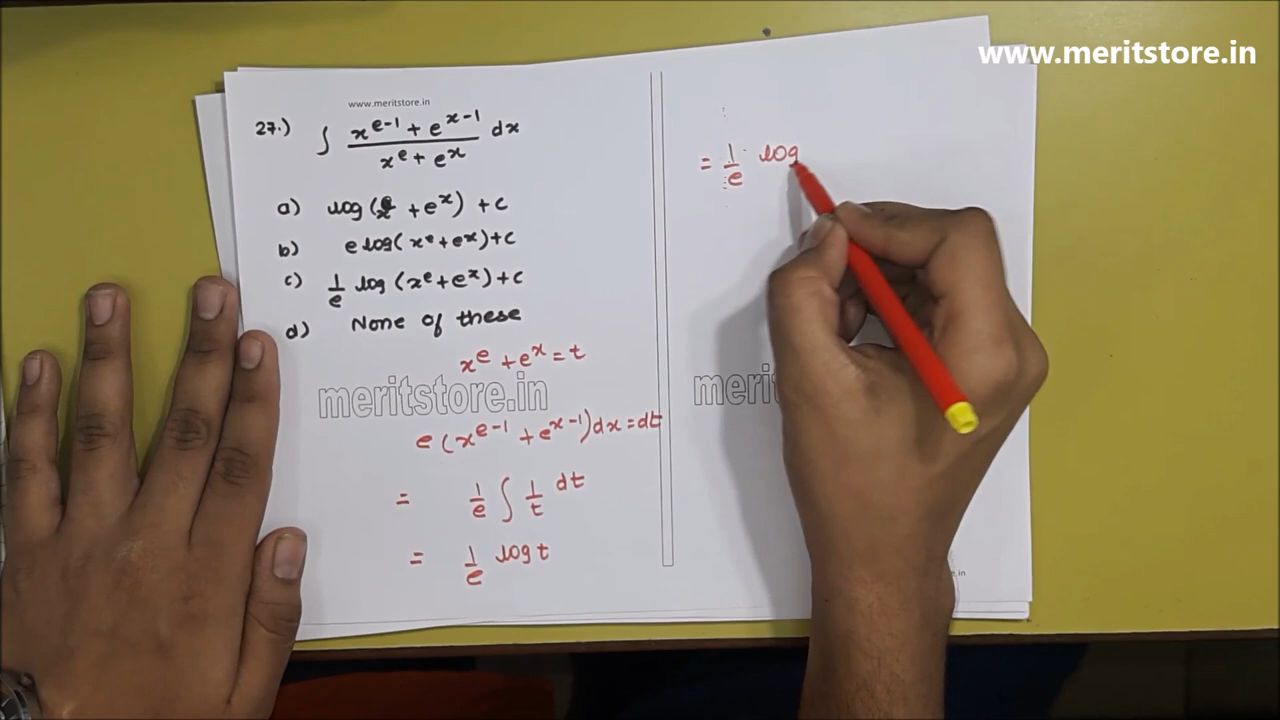 www.meritstore.in
www.meritstore.in
27.) ∫ x^(e-1) + e^(x-1) / x^e + e^x dx
a) log(x^e + e^x) + c
b) e log(x^e + e^x) + c
c) 1/e log(x^e + e^x) + c
d) None of these
x^e + e^x = t
meritstore.in
e(x^(e-1) + e^(x-1))dx = dt
= 1/e ∫ 1/t dt
= 1/e log t
= 1/e log